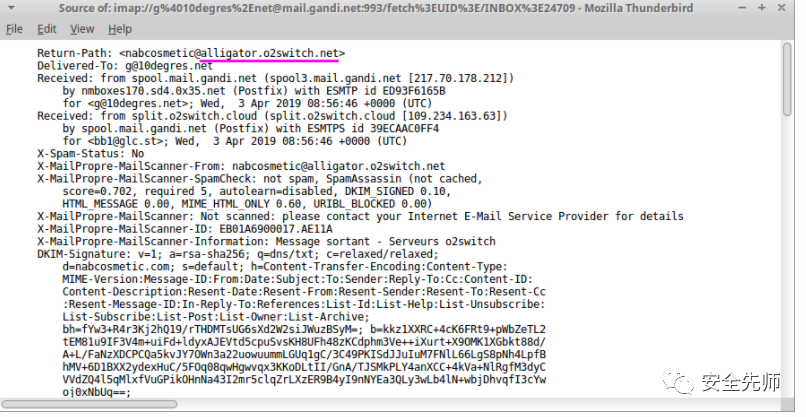 Source of: imap://g%4010degres%2Enet@mail.gandi.net:993/fetch%3EUID%3E/INBOX%3E24709 - Mozilla Thunderbird
File Edit View Help
Return-Path: <nabcosmetic@alligator.o2switch.net>
Delivered-To: g@10degres.net
Received: from spool.mail.gandi.net (spool3.mail.gandi.net [217.70.178.212])
by nmboxes170.sd4.0x35.net (Postfix) with ESMTP id ED93F6165B
for <g@10degres.net>; Wed, 3 Apr 2019 08:56:46 +0000 (UTC)
Received: from split.o2switch.cloud (split.o2switch.cloud [109.234.163.63])
by spool.mail.gandi.net (Postfix) with ESMTPS id 39ECAAC0FF4
for <bb1@glc.st>; Wed, 3 Apr 2019 08:56:46 +0000 (UTC)
X-Spam-Status: No
X-MailPropre-MailScanner-From: nabcosmetic@alligator.o2switch.net
X-MailPropre-MailScanner-SpamCheck: not spam, SpamAssassin (not cached,
score=0.702, required 5, autolearn=disabled, DKIM_SIGNED 0.10,
HTML_MESSAGE 0.00, MIME_HTML_ONLY 0.60, URIBL_BLOCKED 0.00)
X-MailPropre-MailScanner: Not scanned: please contact your Internet E-Mail Service Provider for details
X-MailPropre-MailScanner-ID: EB01A6900017.AE11A
X-MailPropre-MailScanner-Information: Message sortant - Serveurs o2switch
DKIM-Signature: v=1; a=rsa-sha256; q=dns/txt; c=relaxed/relaxed;
d=nabcosmetic.com; s=default; h=Content-Transfer-Encoding:Content-Type:
MIME-Version:Message-ID:From:Date:Subject:To:Sender:Reply-To:Cc:Content-ID:
Content-Description:Resent-Date:Resent-From:Resent-Sender:Resent-To:Resent-Cc
:Resent-Message-ID:In-Reply-To:References:List-Id:List-Help:List-Unsubscribe:
List-Subscribe:List-Post:List-Owner:List-Archive;
bh=fYw3+R4r3Kj2hQ19/rTHDMTsUG6sXd2W2siJWuzBSyM=; b=kkz1XXRC+4cK6FRt9+pWbZeTL2
tEM81u9IF3V4m+uiFd+ldyxAJEVtd5cpuSvsKH8UFh48zKCdphm3Ve++iXurt+X9OMK1XGbkt88d/
A+L/FaNzXDCPCQa5kvJY7OWn3a22uowuummLGUq1gC/3C49PKISdJJuIuM7FNlL66LgS8pNh4LpfB
hMV+6D1BXX2ydexHuC/5FOq08qwHgwvqx3KKoDLtII/GnA/TJSMkPLY4anXCC+4kVa+NlRgfM3dyC
VVdZQ4l5qMlxfVuGPikOHnNa43I2mr5clqZrLXzER9B4yI9nNYEa3QLy3wLb4lN+wbjDhvqfI3cYw
oj0xNbUq==;
安全先师